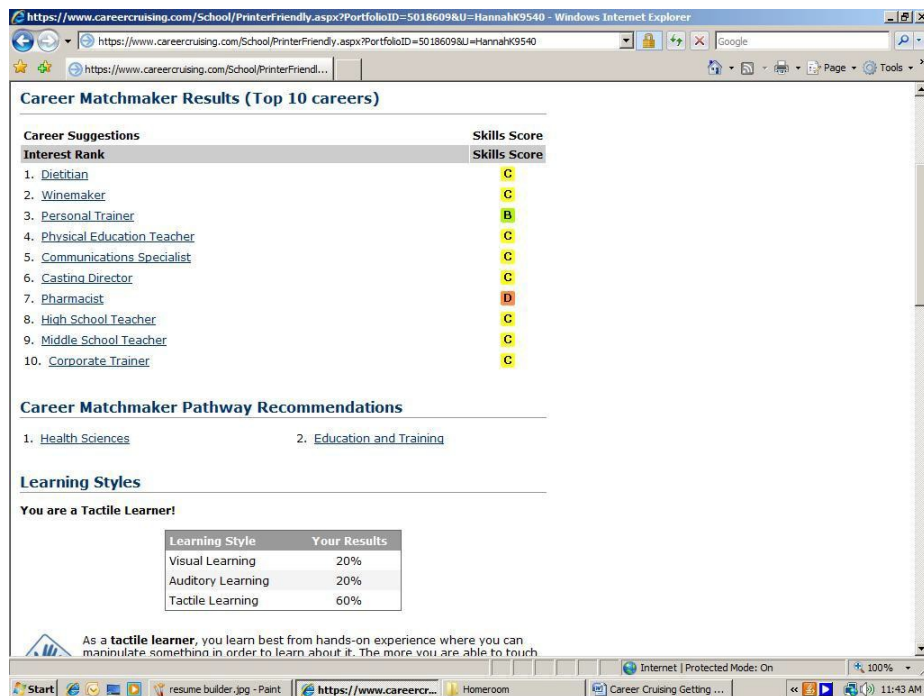 https://www.careercruising.com/School/PrinterFriendly.aspx?PortfolioID=5018609&U=HannahK9540 - Windows Internet Explorer
https://www.careercruising.com/School/PrinterFriendly.aspx?PortfolioID=5018609&U=HannahK9540 Google
https://www.careercruising.com/School/PrinterFriendl... Page Tools
Career Matchmaker Results (Top 10 careers)
Career Suggestions Skills Score
Interest Rank Skills Score
1. Dietitian C
2. Winemaker C
3. Personal Trainer B
4. Physical Education Teacher C
5. Communications Specialist C
6. Casting Director C
7. Pharmacist D
8. High School Teacher C
9. Middle School Teacher C
10. Corporate Trainer C
Career Matchmaker Pathway Recommendations
1. Health Sciences 2. Education and Training
Learning Styles
You are a Tactile Learner!
Learning Style Your Results
Visual Learning 20%
Auditory Learning 20%
Tactile Learning 60%
As a tactile learner, you learn best from hands-on experience where you can
manipulate something in order to learn about it. The more you are able to touch
Internet | Protected Mode: On 100%
Start resume builder.jpg - Paint https://www.careercr... Homeroom Career Cruising Getting ... « 11:43 AM